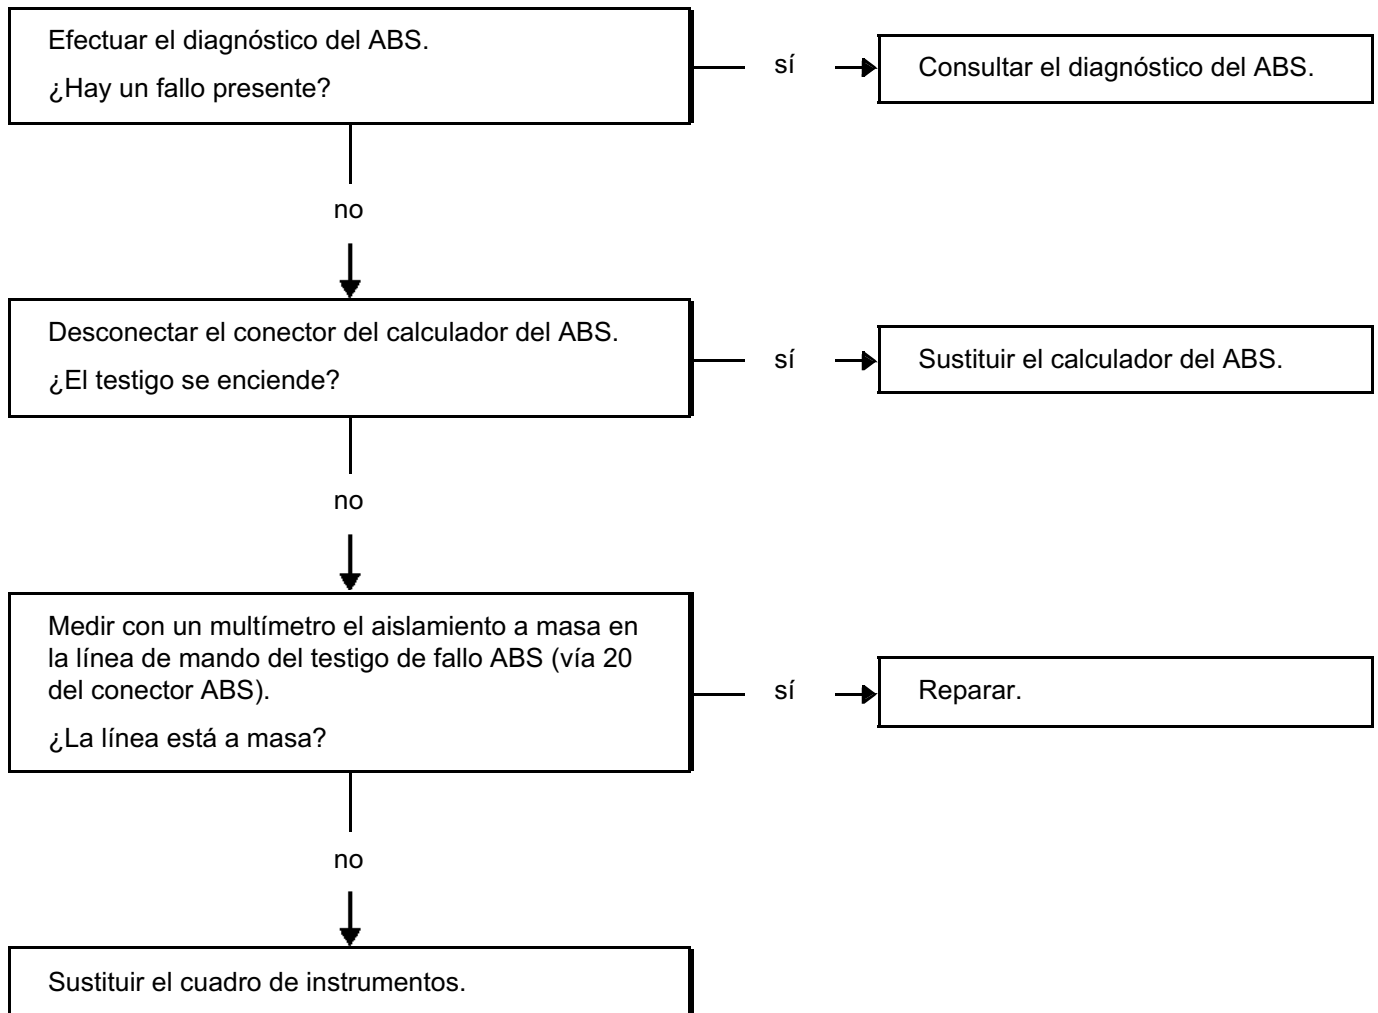 Efectuar el diagnóstico del ABS.
¿Hay un fallo presente?
sí
Consultar el diagnóstico del ABS.
no
Desconectar el conector del calculador del ABS.
¿El testigo se enciende?
sí
Sustituir el calculador del ABS.
no
Medir con un multímetro el aislamiento a masa en
la línea de mando del testigo de fallo ABS (vía 20
del conector ABS).
¿La línea está a masa?
sí
Reparar.
no
Sustituir el cuadro de instrumentos.